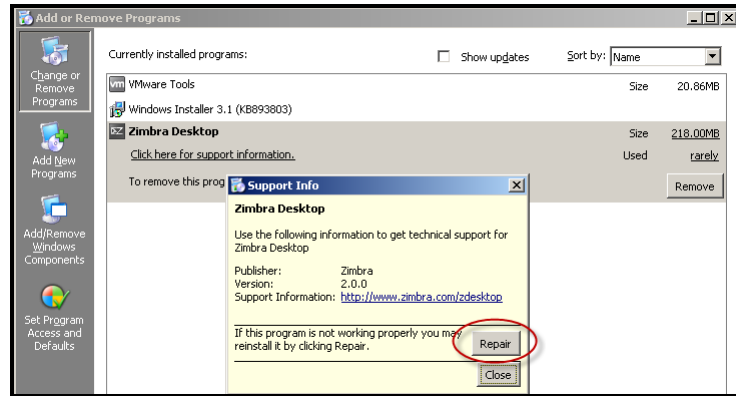 Add or Remove Programs
Change or
Remove
Programs
Add New
Programs
Add/Remove
Windows
Components
Set Program
Access and
Defaults
Currently installed programs:
Show updates
Sort by: Name
vm VMware Tools Size 20.86MB
Windows Installer 3.1 (KB893803)
Zimbra Desktop Size 218.00MB
Click here for support information. Used rarely
To remove this prog
Remove
Support Info
Zimbra Desktop
Use the following information to get technical support for
Zimbra Desktop
Publisher: Zimbra
Version: 2.0.0
Support Information: http://www.zimbra.com/zdesktop
If this program is not working properly you may
reinstall it by clicking Repair.
Repair
Close